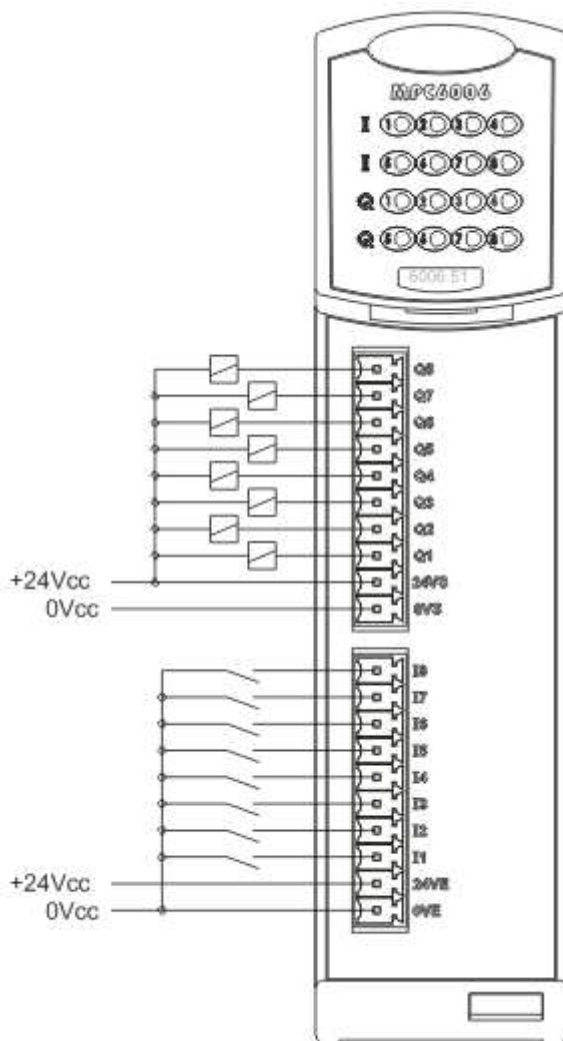 MPC6006
I 1 2 3 4
I 5 6 7 8
Q 1 2 3 4
Q 5 6 7 8
6006.51
Q8
Q7
Q6
Q5
Q4
Q3
Q2
Q1
+24Vcc 24VS
0Vcc 0VS
I8
I7
I6
I5
I4
I3
I2
I1
+24Vcc 24VE
0Vcc 0VE